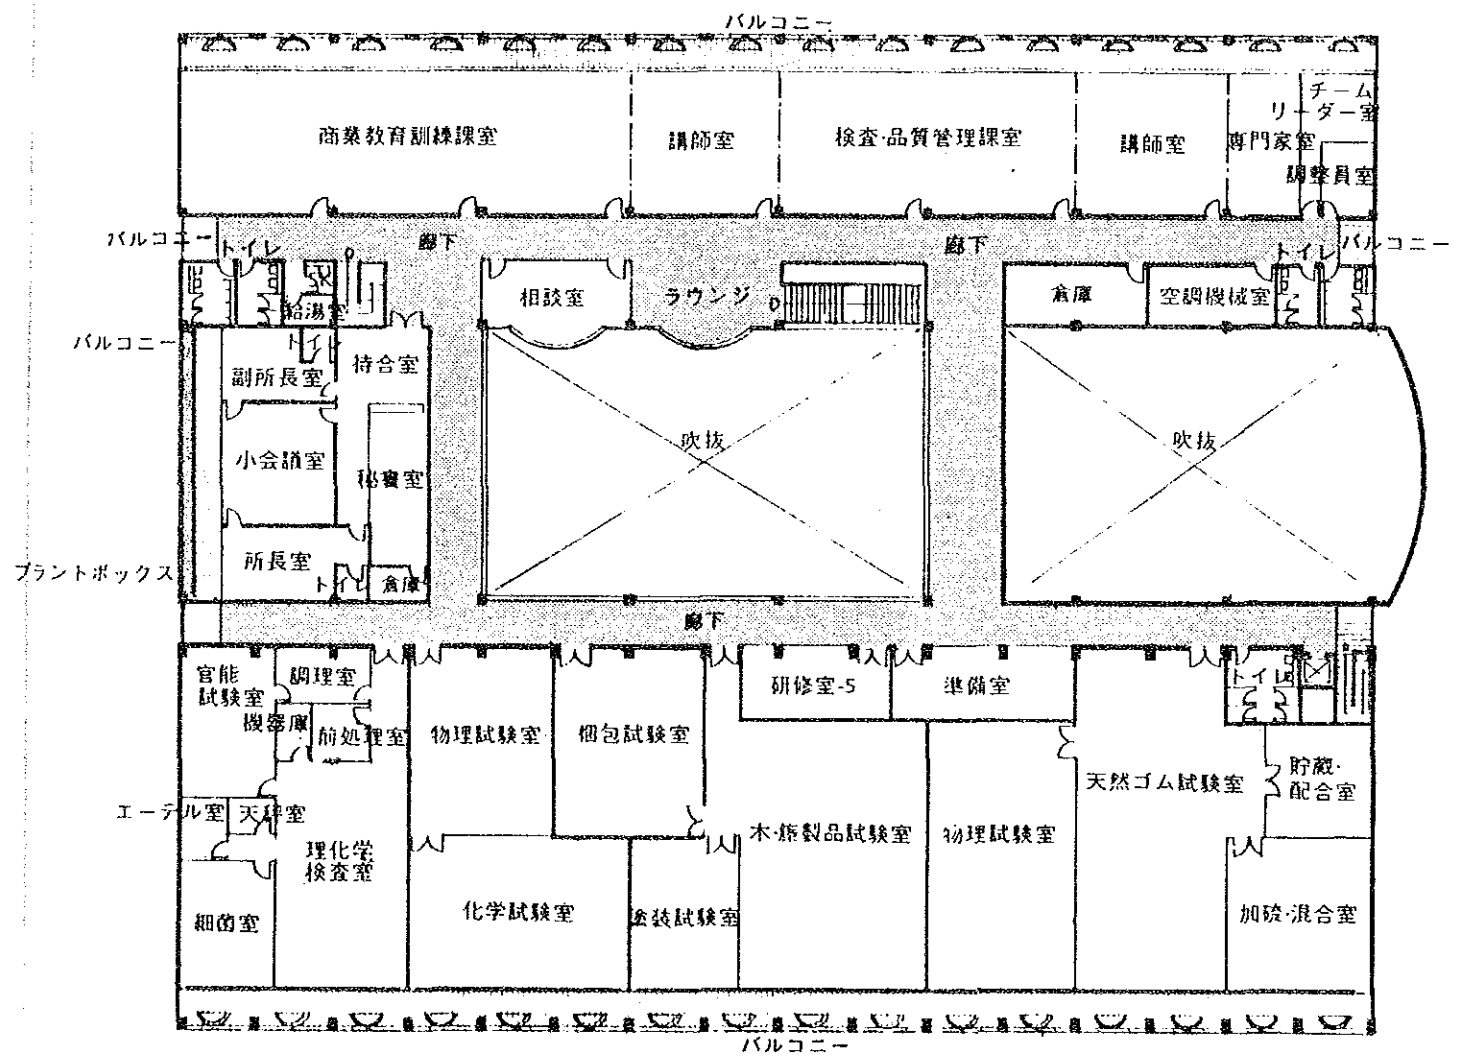 バルコニー
チーム
リーダー室
商業教育訓練課室
講師室
検査·品質管理課室
講師室
専門家室
調整員室
バルコニー
トイレ
廊下
廊下
トイレ
バルコニー
相談室
ラウンジ
D
倉庫
空調機械室
給湯室
バルコニー
トイレ
待合室
副所長室
小会議室
秘書室
吹抜
吹抜
所長室
トイレ
倉庫
プラントボックス
廊下
官能
試験室
調理室
機器庫
前処理室
物理試験室
梱包試験室
研修室-5
準備室
トイレ
天然ゴム試験室
貯蔵·
配合室
エーテル室
天秤室
理化学
検査室
木·籐製品試験室
物理試験室
細菌室
化学試験室
塗装試験室
加硫·混合室
バルコニー